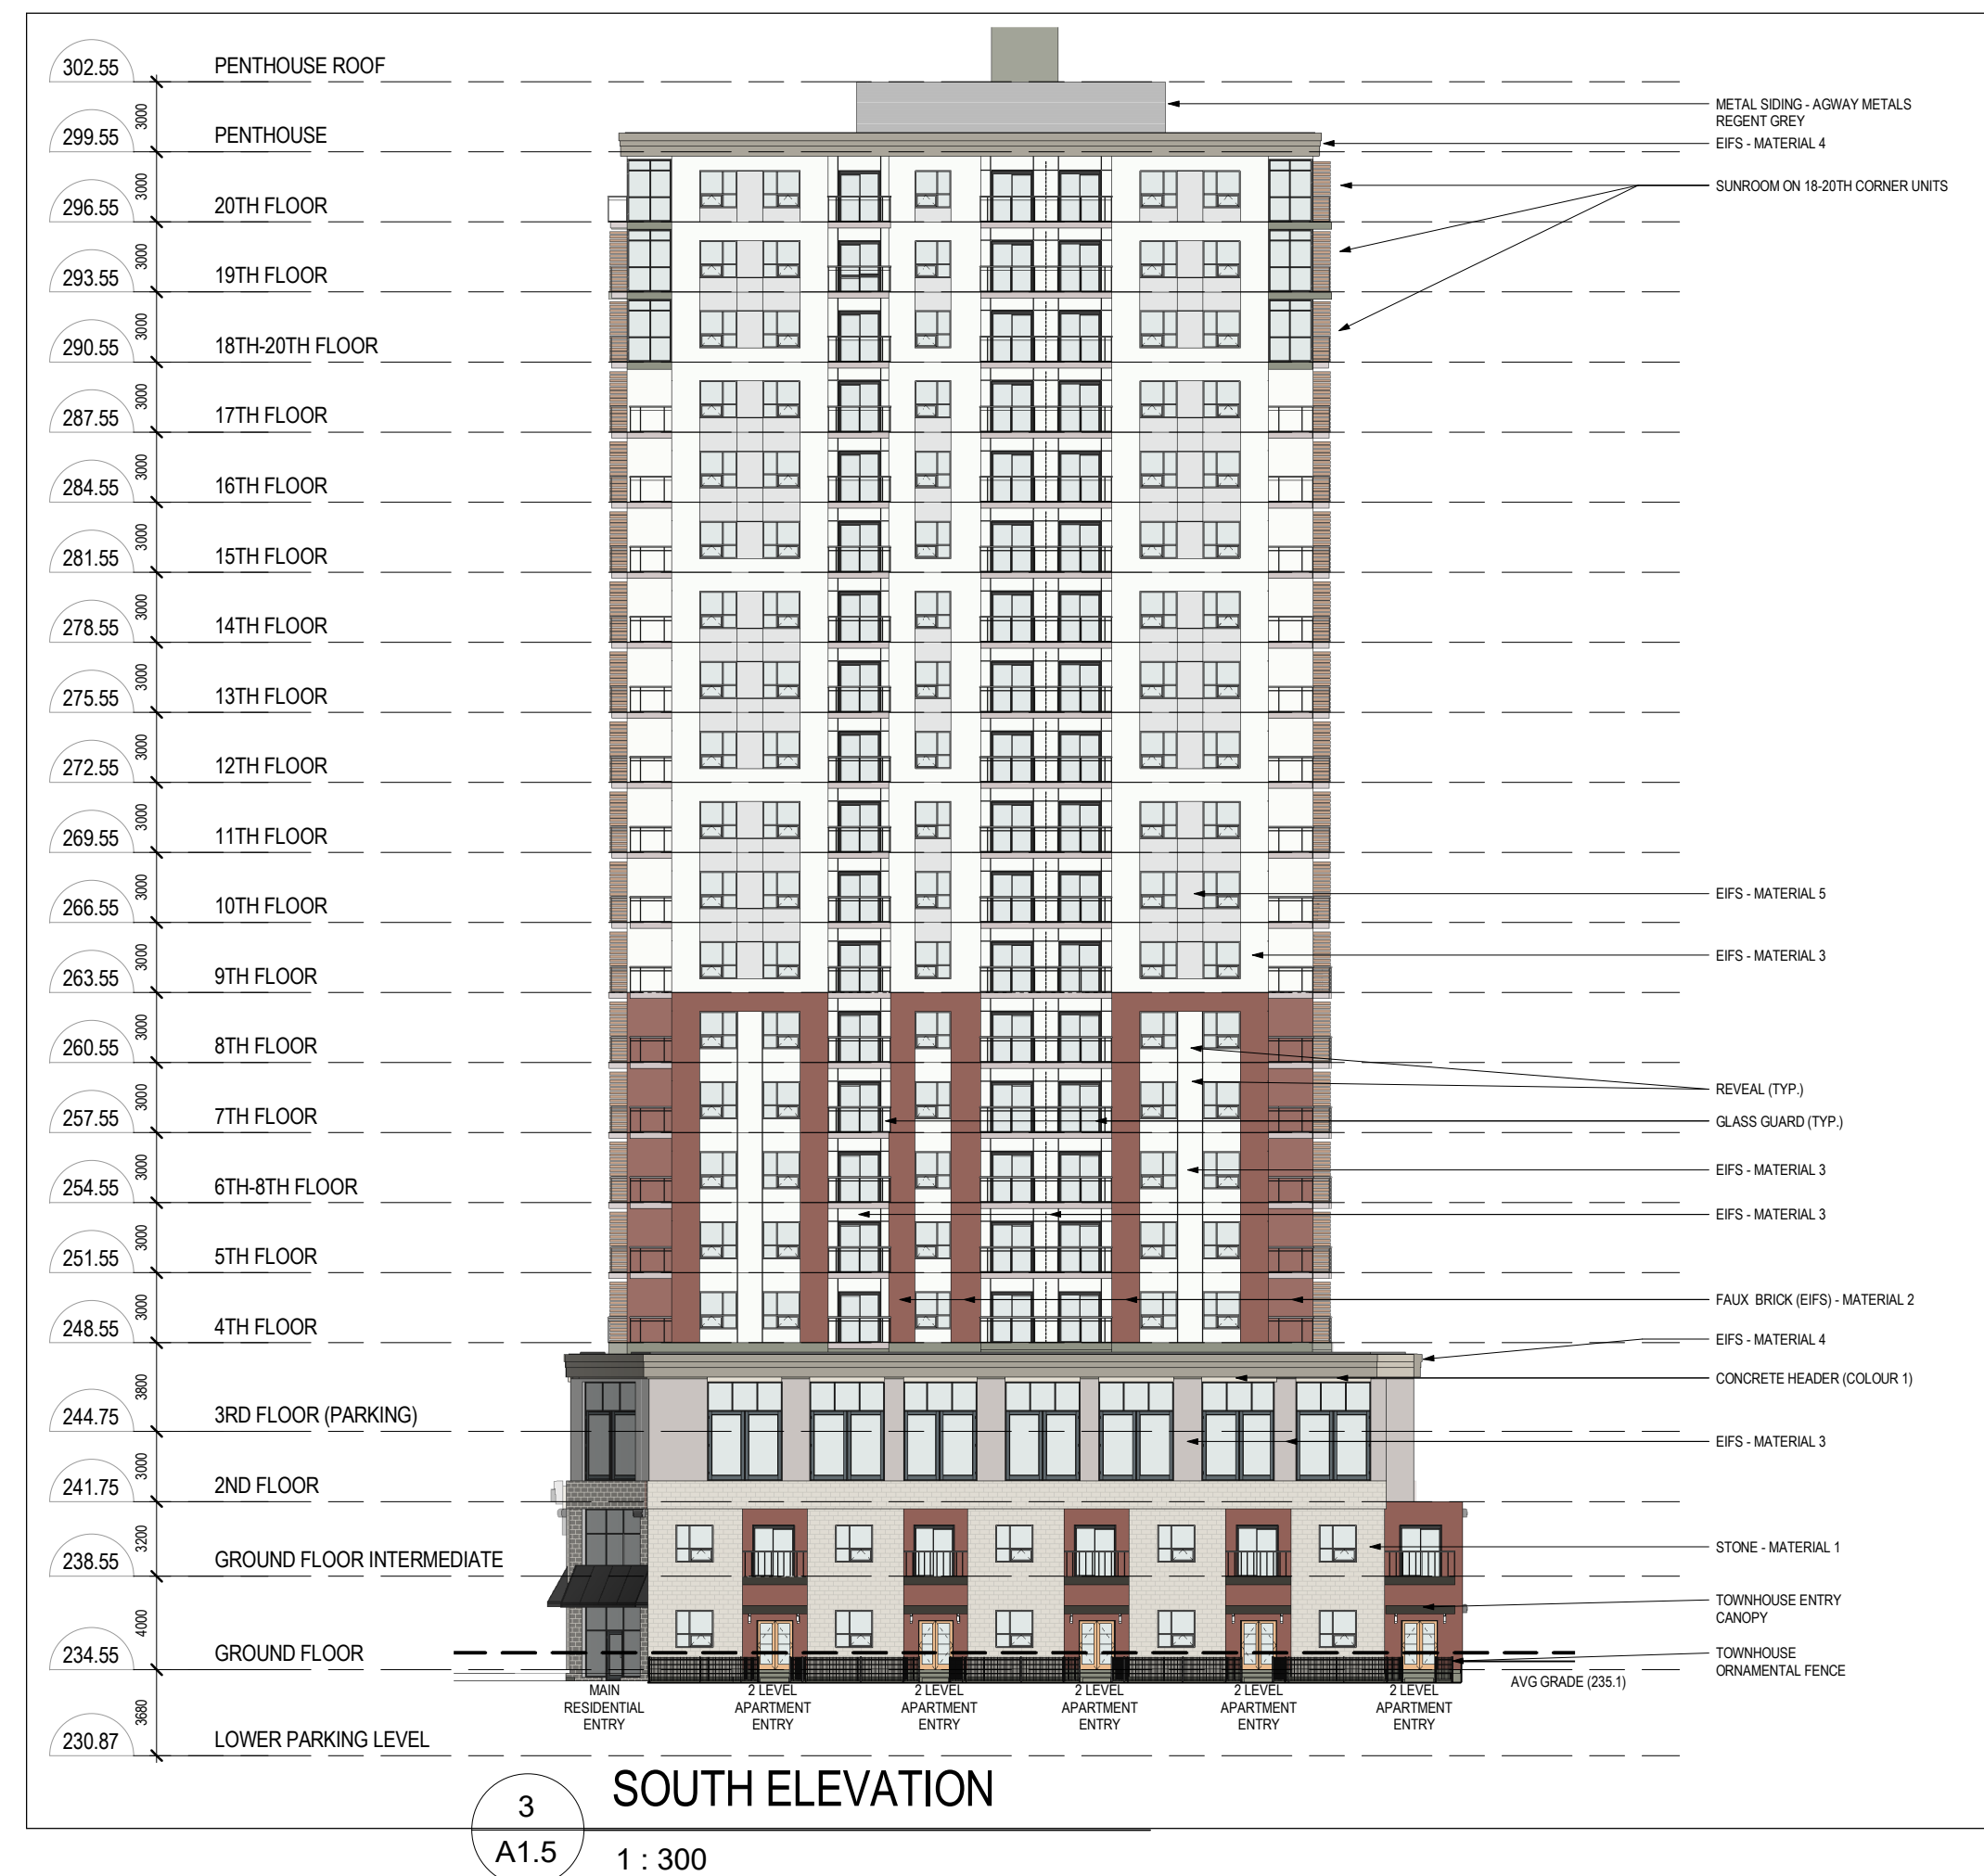 302.55 PENTHOUSE ROOF
3000
METAL SIDING - AGWAY METALS
REGENT GREY
299.55 PENTHOUSE
EIFS - MATERIAL 4
3000
SUNROOM ON 18-20TH CORNER UNITS
296.55 20TH FLOOR
3000
293.55 19TH FLOOR
3000
290.55 18TH-20TH FLOOR
3000
287.55 17TH FLOOR
3000
284.55 16TH FLOOR
3000
281.55 15TH FLOOR
3000
278.55 14TH FLOOR
3000
275.55 13TH FLOOR
3000
272.55 12TH FLOOR
3000
269.55 11TH FLOOR
3000
EIFS - MATERIAL 5
266.55 10TH FLOOR
3000
EIFS - MATERIAL 3
263.55 9TH FLOOR
3000
260.55 8TH FLOOR
3000
REVEAL (TYP.)
257.55 7TH FLOOR
GLASS GUARD (TYP.)
3000
EIFS - MATERIAL 3
254.55 6TH-8TH FLOOR
EIFS - MATERIAL 3
3000
251.55 5TH FLOOR
3000
FAUX BRICK (EIFS) - MATERIAL 2
248.55 4TH FLOOR
EIFS - MATERIAL 4
3800
CONCRETE HEADER (COLOUR 1)
244.75 3RD FLOOR (PARKING)
EIFS - MATERIAL 3
3000
241.75 2ND FLOOR
3200
STONE - MATERIAL 1
238.55 GROUND FLOOR INTERMEDIATE
TOWNHOUSE ENTRY
CANOPY
4000
234.55 GROUND FLOOR
TOWNHOUSE
ORNAMENTAL FENCE
AVG GRADE (235.1)
MAIN
RESIDENTIAL
ENTRY
2 LEVEL
APARTMENT
ENTRY
2 LEVEL
APARTMENT
ENTRY
2 LEVEL
APARTMENT
ENTRY
2 LEVEL
APARTMENT
ENTRY
2 LEVEL
APARTMENT
ENTRY
3680
230.87 LOWER PARKING LEVEL
3
A1.5
SOUTH ELEVATION
1 : 300